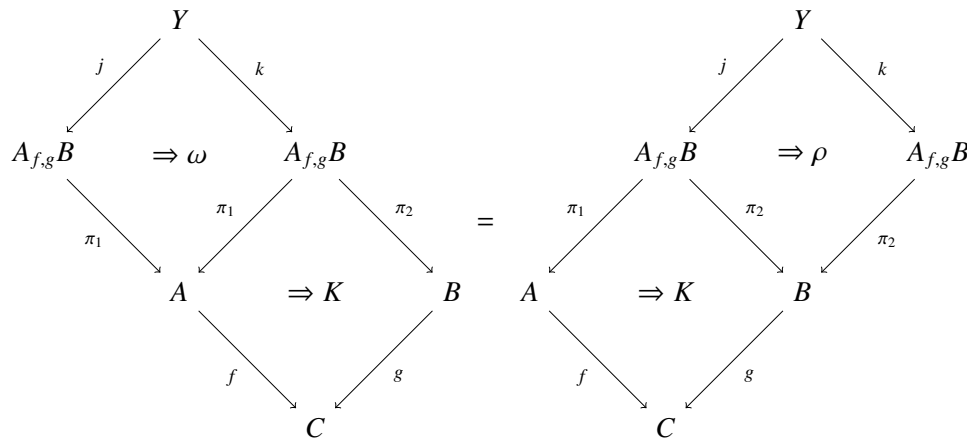 Y Y
j k j k
A_{f,g}B ⇒ ω A_{f,g}B A_{f,g}B ⇒ ρ A_{f,g}B
π₁ π₁ π₂ = π₁ π₂ π₂
A ⇒ K B A ⇒ K B
f g f g
C C